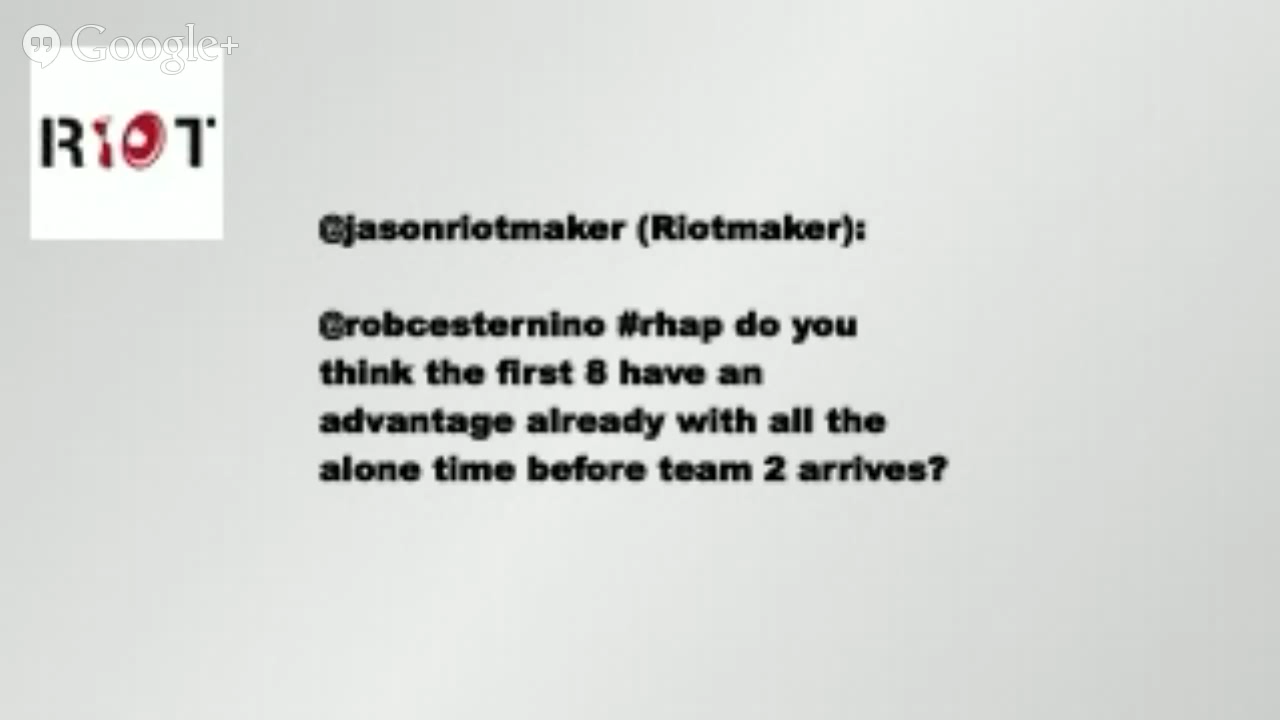 Google+
RIOT
@jasonriotmaker (Riotmaker):
@robcesternino #rhap do you
think the first 8 have an
advantage already with all the
alone time before team 2 arrives?